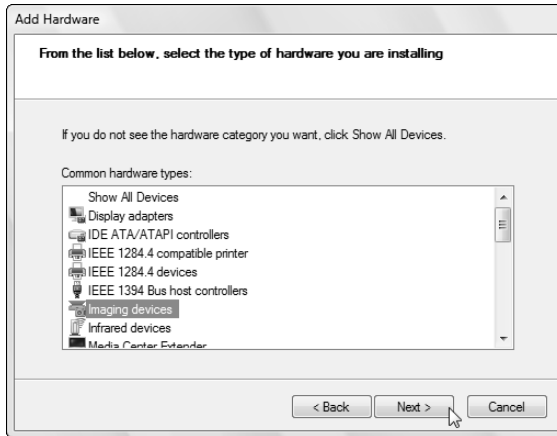 Add Hardware
From the list below, select the type of hardware you are installing
If you do not see the hardware category you want, click Show All Devices.
Common hardware types:
Show All Devices
Display adapters
IDE ATA/ATAPI controllers
IEEE 1284.4 compatible printer
IEEE 1284.4 devices
IEEE 1394 Bus host controllers
Imaging devices
Infrared devices
Media Center Extender
< Back Next > Cancel